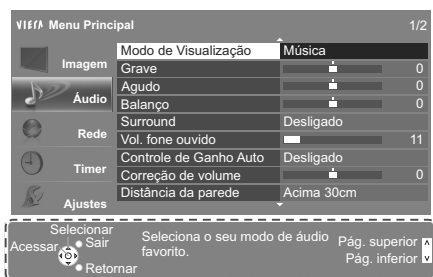 VIErA Menu Principal 1/2
Imagem
Áudio
Rede
Timer
Ajustes
Modo de Visualização Música
Grave 0
Agudo 0
Balanço 0
Surround Desligado
Vol. fone ouvido 11
Controle de Ganho Auto Desligado
Correção de volume 0
Distância da parede Acima 30cm
Selecionar
Acessar Sair
Retornar
Seleciona o seu modo de áudio
favorito.
Pág. superior
Pág. inferior